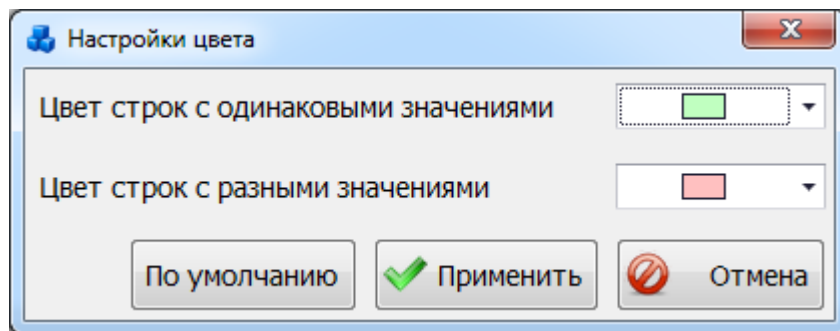 Настройки цвета
Цвет строк с одинаковыми значениями
Цвет строк с разными значениями
По умолчанию Применить Отмена